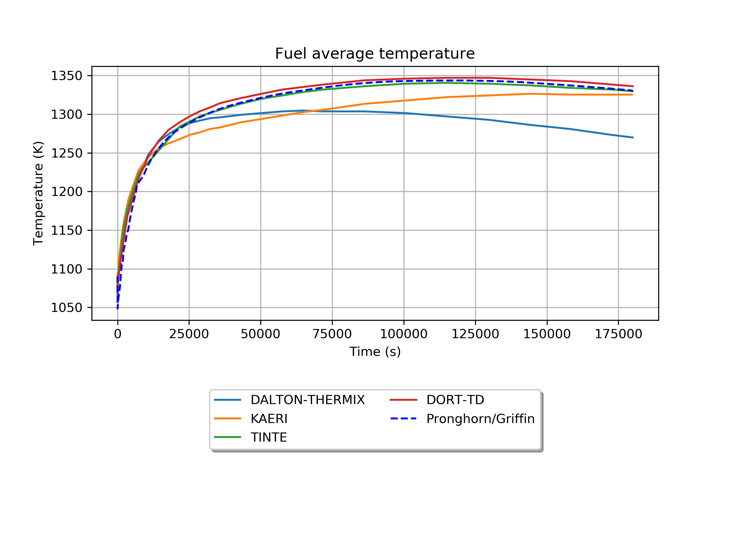 Fuel average temperature
1350
1300
1250
1200
1150
1100
1050
Temperature (K)
0 25000 50000 75000 100000 125000 150000 175000
Time (s)
DALTON-THERMIX DORT-TD
KAERI Pronghorn/Griffin
TINTE